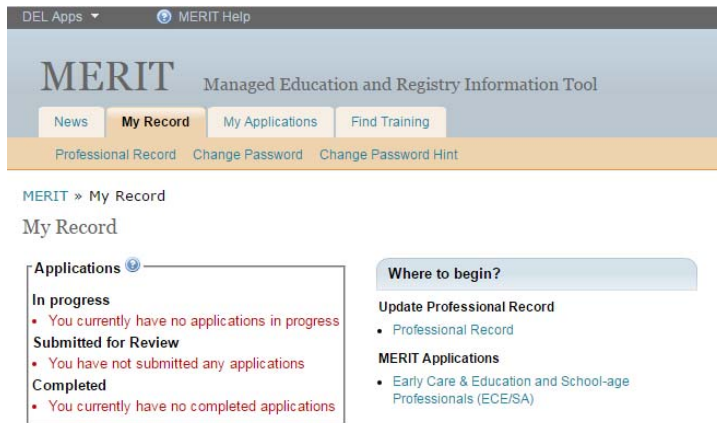 DEL Apps MERIT Help
MERIT Managed Education and Registry Information Tool
News My Record My Applications Find Training
Professional Record Change Password Change Password Hint
MERIT » My Record
My Record
Applications
In progress
• You currently have no applications in progress
Submitted for Review
• You have not submitted any applications
Completed
• You currently have no completed applications
Where to begin?
Update Professional Record
• Professional Record
MERIT Applications
• Early Care & Education and School-age
Professionals (ECE/SA)